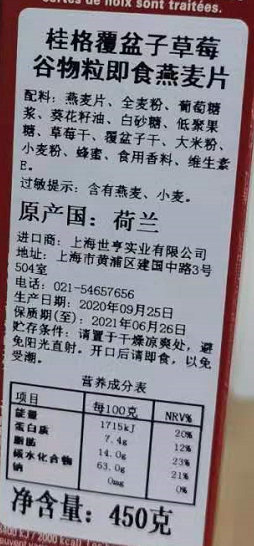 de noix sont traitées.
桂格覆盆子草莓
谷物粒即食燕麦片
配料：燕麦片、全麦粉、葡萄糖
浆、葵花籽油、白砂糖、低聚果
糖、草莓干、覆盆子干、大米粉、
小麦粉、蜂蜜、食用香料、维生素
E。
过敏提示：含有燕麦、小麦。
原产国：荷兰
进口商：上海世亨实业有限公司
地址：上海市黄浦区建国中路3号
504室
电话：021-54657656
生产日期：2020年09月25日
保质期(至)：2021年06月26日
贮存条件：请置于干燥凉爽处，避
免阳光直射。开口后请即食，以免
受潮。
营养成分表
项目 每100克 NRV%
能量 1715kJ 20%
蛋白质 7.4g 12%
脂肪 14.0g 23%
碳水化合物 63.0g 21%
钠 0mg 0%
净含量：450克
8400 kJ / 2000 kcal